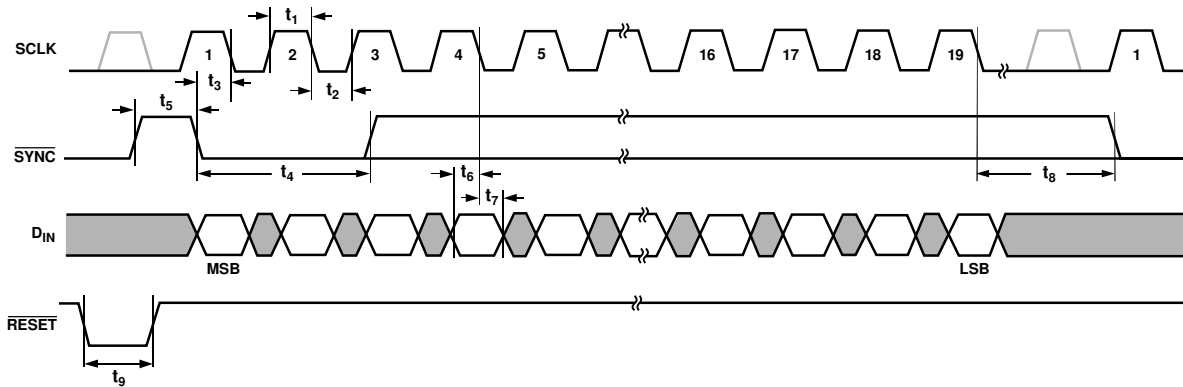 SCLK
1 2 3 4 5 16 17 18 19 1
t1
t2
t3
t5
SYNC
t4
t6
t7
t8
DIN
MSB
LSB
RESET
t9